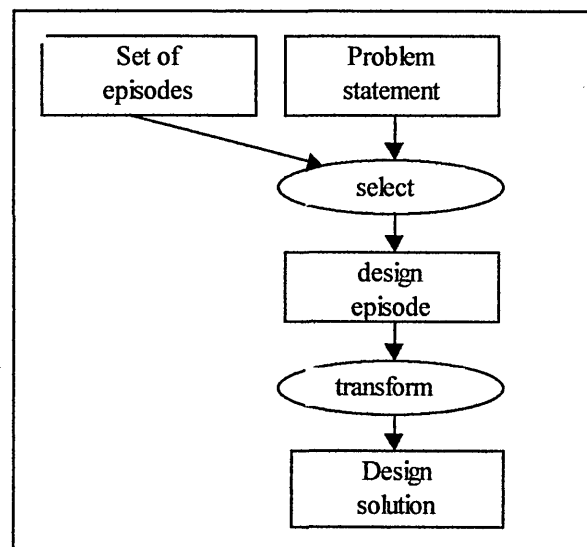 Set of
episodes
Problem
statement
select
design
episode
transform
Design
solution